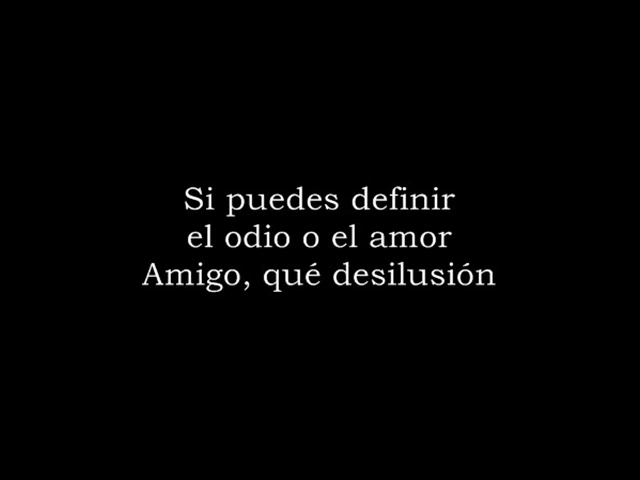 Si puedes definir
el odio o el amor
Amigo, qué desilusión